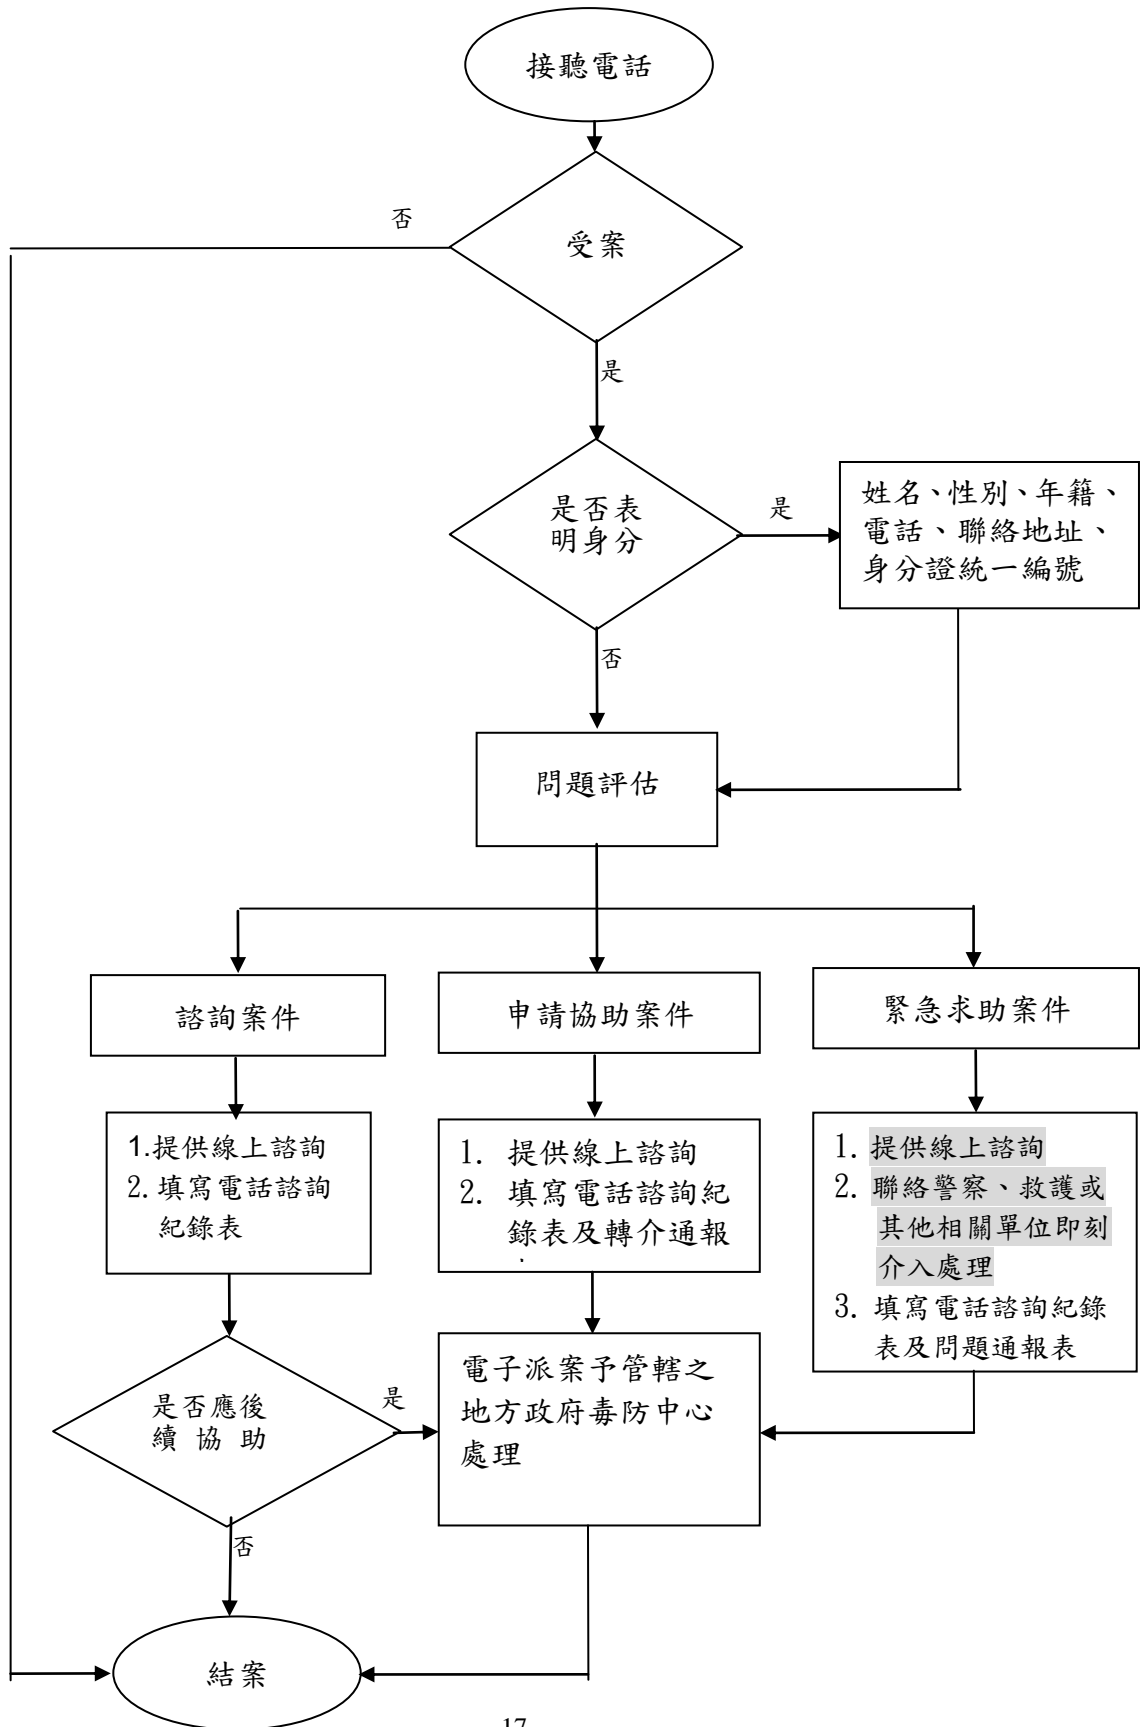 接聽電話
否
受案
是
是否表
明身分
是
姓名、性別、年籍、
電話、聯絡地址、
身分證統一編號
否
問題評估
諮詢案件
申請協助案件
緊急求助案件
1.提供線上諮詢
2.填寫電話諮詢
紀錄表
1. 提供線上諮詢
2. 填寫電話諮詢紀
錄表及轉介通報
1. 提供線上諮詢
2. 聯絡警察、救護或
其他相關單位即刻
介入處理
3. 填寫電話諮詢紀錄
表及問題通報表
是否應後
續 協 助
是
電子派案予管轄之
地方政府毒防中心
處理
否
結案
17